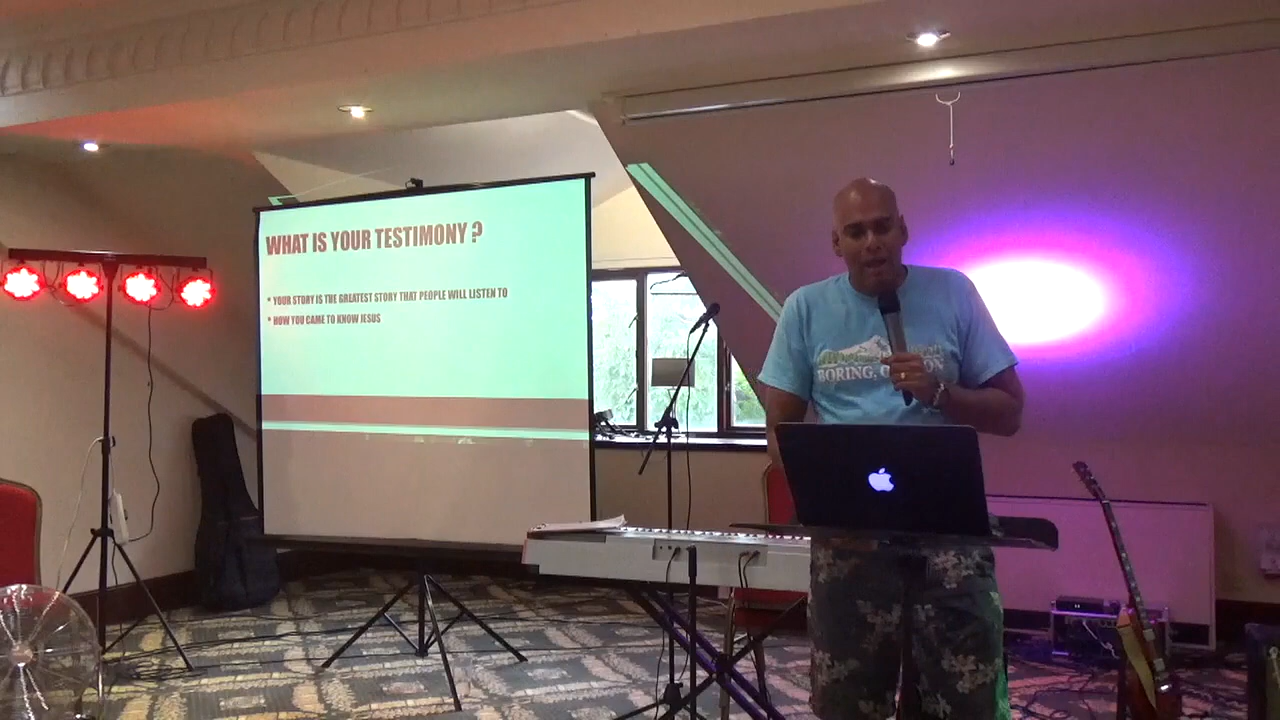 WHAT IS YOUR TESTIMONY ?
* YOUR STORY IS THE GREATEST STORY THAT PEOPLE WILL LISTEN TO
* HOW YOU CAME TO KNOW JESUS
BORING, OREGON